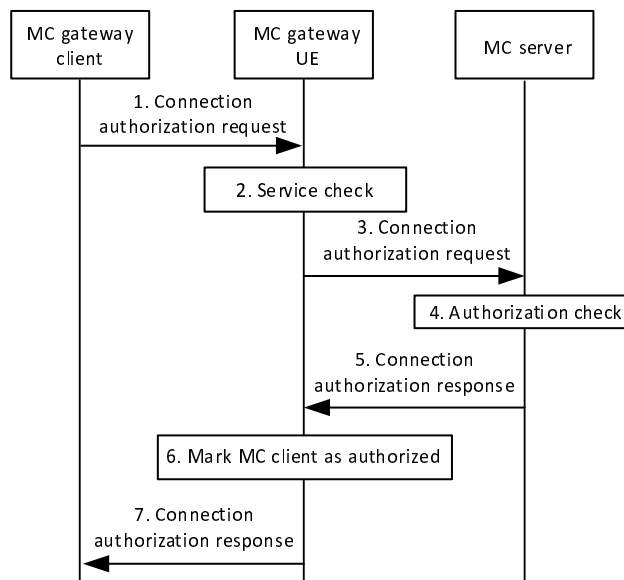 MC gateway
client
MC gateway
UE
MC server
1. Connection
authorization request
2. Service check
3. Connection
authorization request
4. Authorization check
5. Connection
authorization response
6. Mark MC client as authorized
7. Connection
authorization response